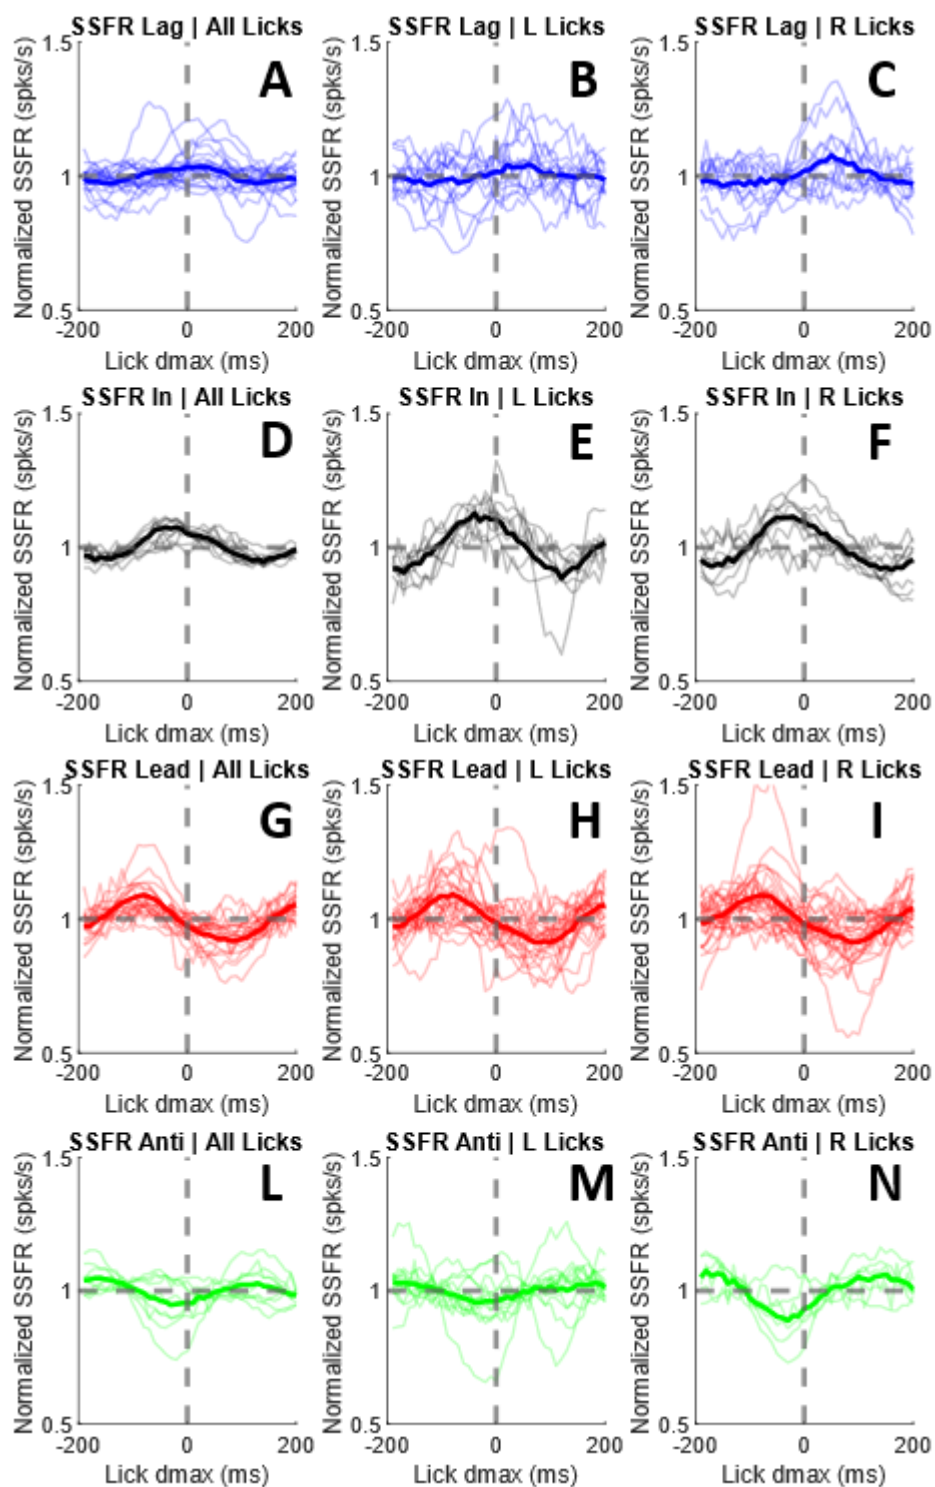 SSFR Lag | All Licks
SSFR Lag | L Licks
SSFR Lag | R Licks
A
B
C
Normalized SSFR (spks/s)
Normalized SSFR (spks/s)
Normalized SSFR (spks/s)
1.5
1
0.5
1.5
1
0.5
1.5
1
0.5
-200 0 200
-200 0 200
-200 0 200
Lick dmax (ms)
Lick dmax (ms)
Lick dmax (ms)
SSFR In | All Licks
SSFR In | L Licks
SSFR In | R Licks
D
E
F
Normalized SSFR (spks/s)
Normalized SSFR (spks/s)
Normalized SSFR (spks/s)
1.5
1
0.5
1.5
1
0.5
1.5
1
0.5
-200 0 200
-200 0 200
-200 0 200
Lick dmax (ms)
Lick dmax (ms)
Lick dmax (ms)
SSFR Lead | All Licks
SSFR Lead | L Licks
SSFR Lead | R Licks
G
H
I
Normalized SSFR (spks/s)
Normalized SSFR (spks/s)
Normalized SSFR (spks/s)
1.5
1
0.5
1.5
1
0.5
1.5
1
0.5
-200 0 200
-200 0 200
-200 0 200
Lick dmax (ms)
Lick dmax (ms)
Lick dmax (ms)
SSFR Anti | All Licks
SSFR Anti | L Licks
SSFR Anti | R Licks
L
M
N
Normalized SSFR (spks/s)
Normalized SSFR (spks/s)
Normalized SSFR (spks/s)
1.5
1
0.5
1.5
1
0.5
1.5
1
0.5
-200 0 200
-200 0 200
-200 0 200
Lick dmax (ms)
Lick dmax (ms)
Lick dmax (ms)